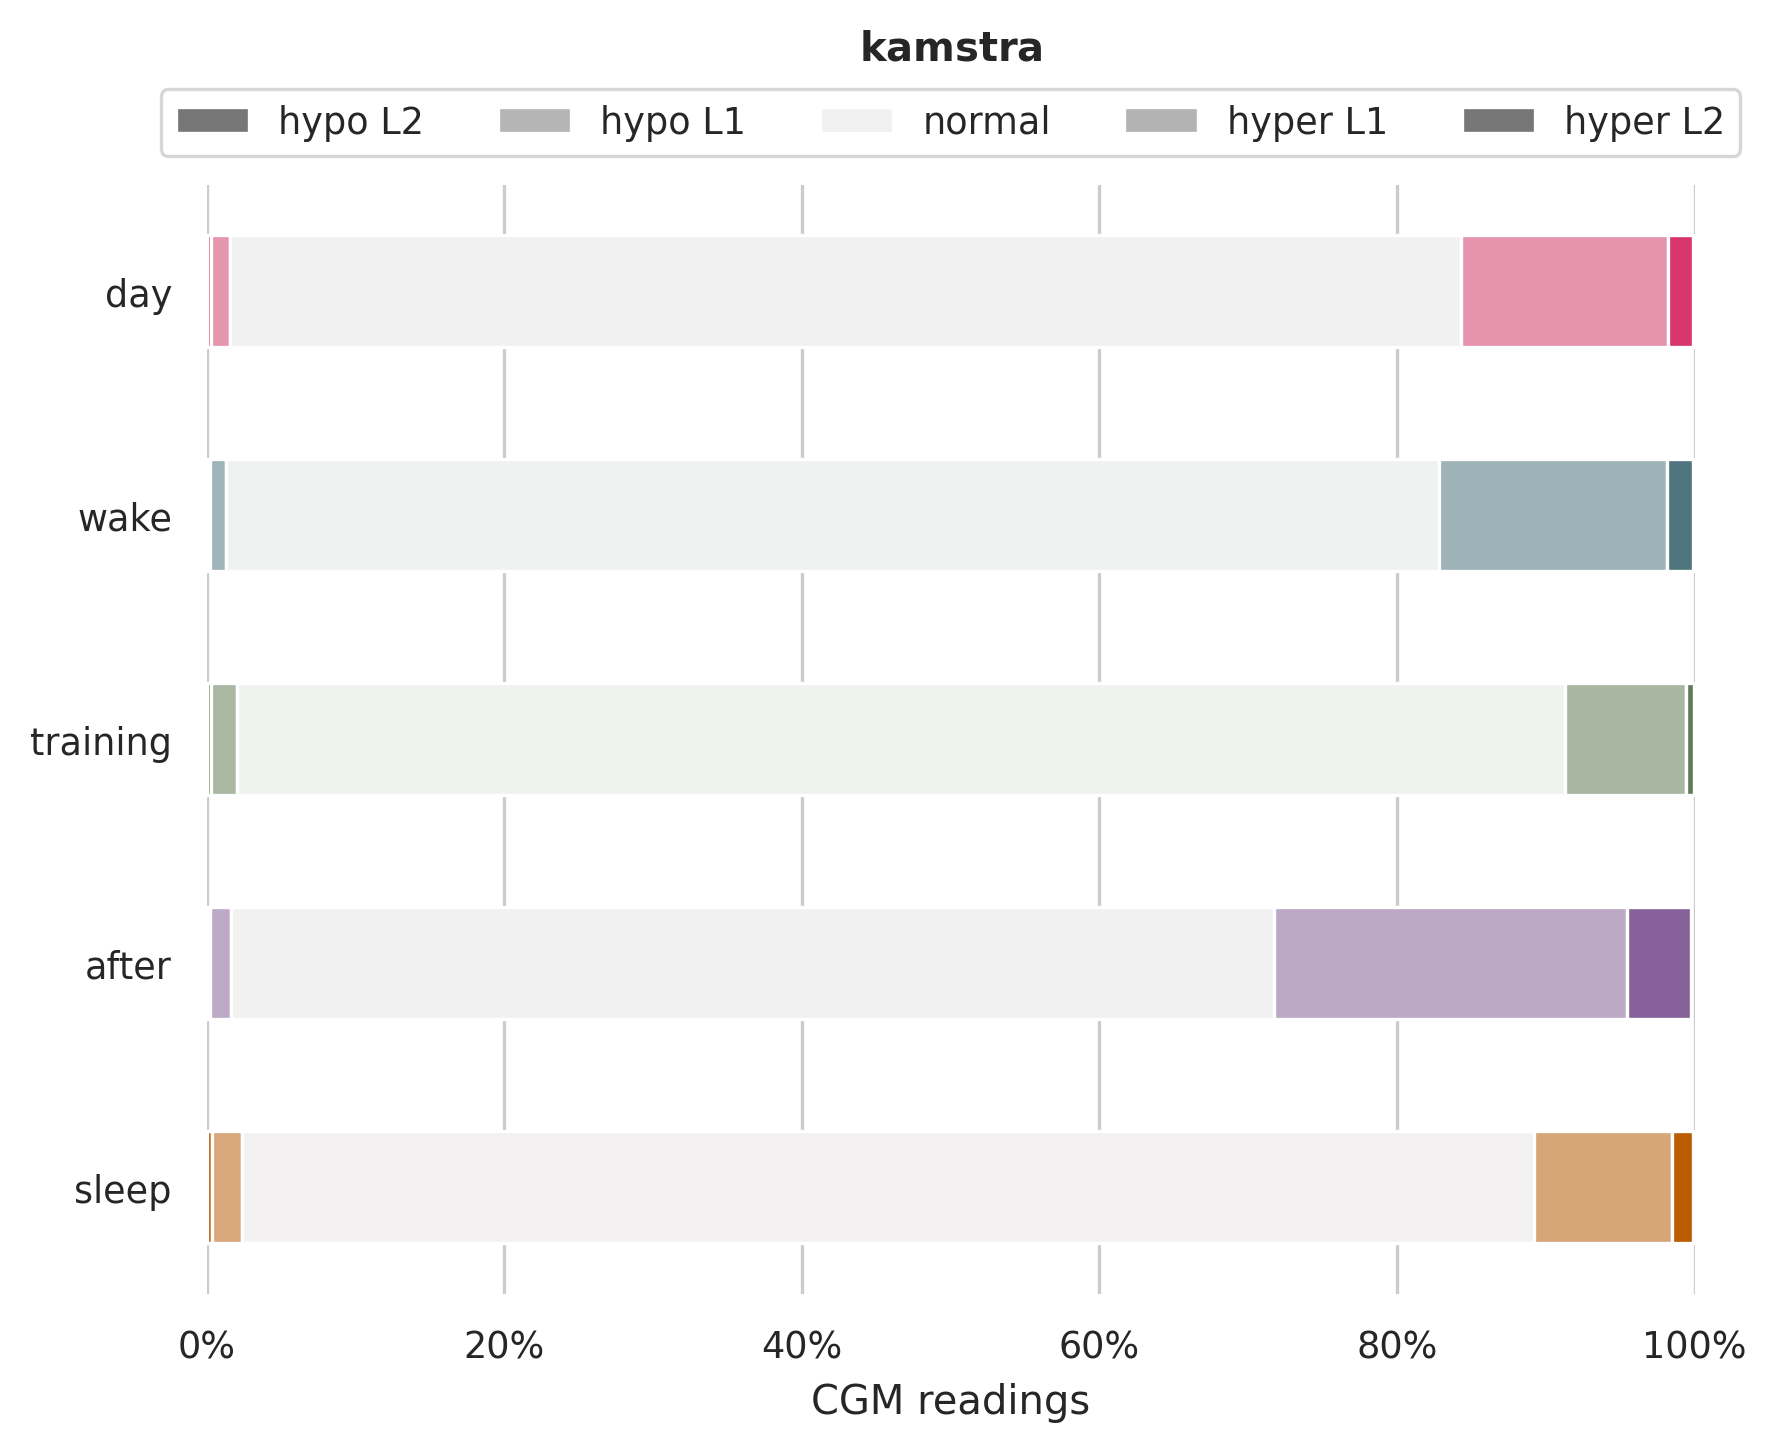 kamstra
hypo L2 hypo L1 normal hyper L1 hyper L2
day
wake
training
after
sleep
0% 20% 40% 60% 80% 100%
CGM readings